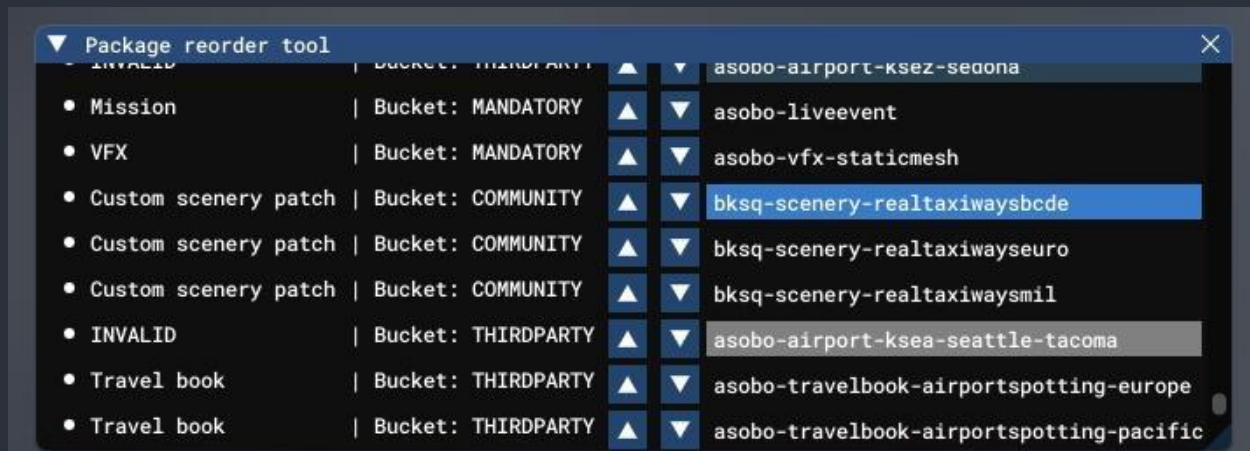 Package reorder tool
INVALID | Bucket: THIRDPARTY asobo-airport-ksez-sedona
Mission | Bucket: MANDATORY asobo-liveevent
VFX | Bucket: MANDATORY asobo-vfx-staticmesh
Custom scenery patch | Bucket: COMMUNITY bksq-scenery-realtaxiwaysbcde
Custom scenery patch | Bucket: COMMUNITY bksq-scenery-realtaxiwayseuro
Custom scenery patch | Bucket: COMMUNITY bksq-scenery-realtaxiwaysmil
INVALID | Bucket: THIRDPARTY asobo-airport-ksea-seattle-tacoma
Travel book | Bucket: THIRDPARTY asobo-travelbook-airportspotting-europe
Travel book | Bucket: THIRDPARTY asobo-travelbook-airportspotting-pacific